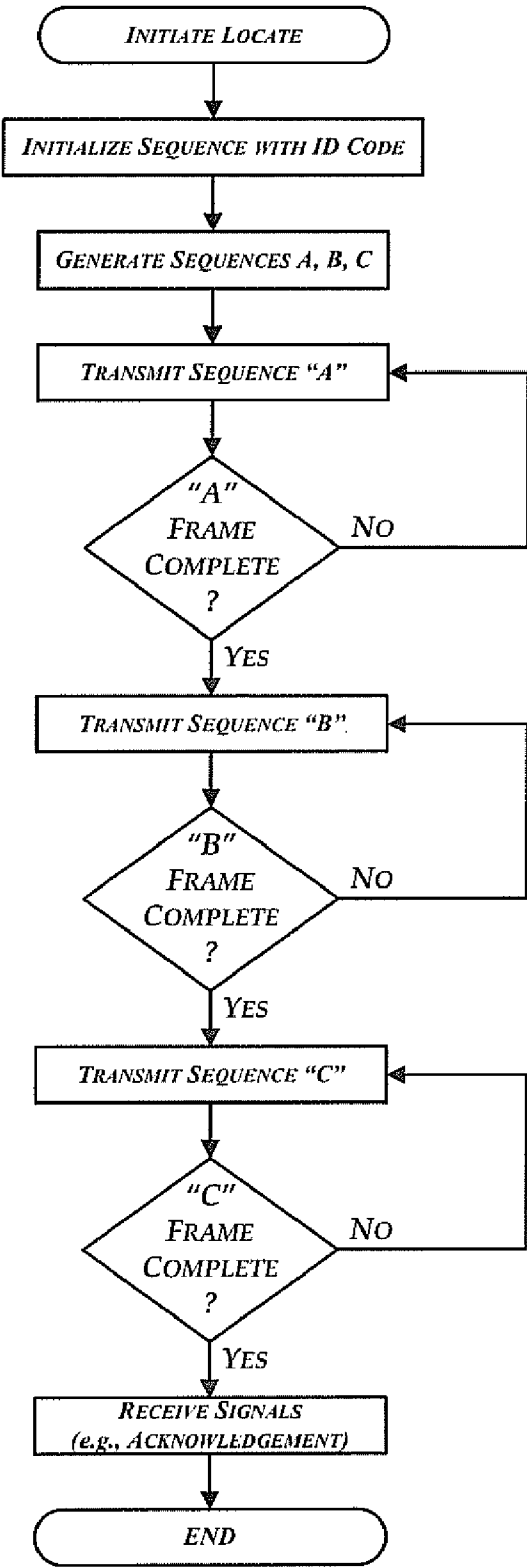 INITIATE LOCATE
INITIALIZE SEQUENCE WITH ID CODE
GENERATE SEQUENCES A, B, C
TRANSMIT SEQUENCE “A”
"A"
FRAME
COMPLETE
?
NO
YES
TRANSMIT SEQUENCE “B”
"B"
FRAME
COMPLETE
?
NO
YES
TRANSMIT SEQUENCE “C”
"C"
FRAME
COMPLETE
?
NO
YES
RECEIVE SIGNALS
(e.g., ACKNOWLEDGEMENT)
END